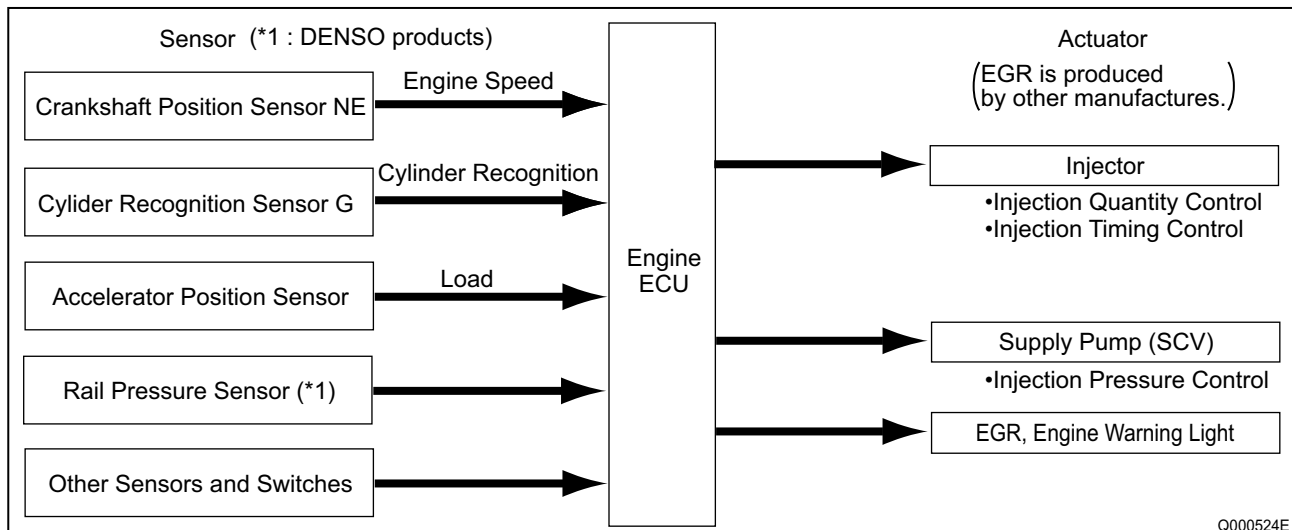 Sensor (*1 : DENSO products)
Crankshaft Position Sensor NE
Engine Speed
Cylider Recognition Sensor G
Cylinder Recognition
Accelerator Position Sensor
Load
Rail Pressure Sensor (*1)
Other Sensors and Switches
Engine
ECU
Actuator
(EGR is produced
by other manufactures.)
Injector
•Injection Quantity Control
•Injection Timing Control
Supply Pump (SCV)
•Injection Pressure Control
EGR, Engine Warning Light
Q000524E